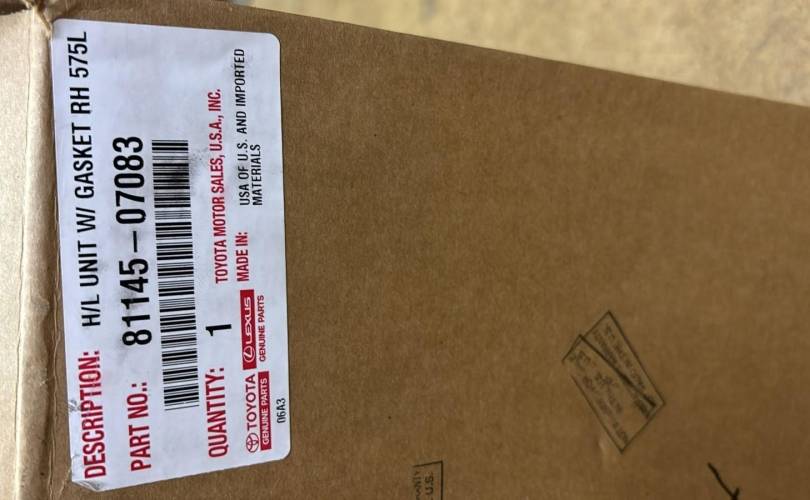 DESCRIPTION: H/L UNIT W/ GASKET RH 575L
PART NO.: 81145-07083
QUANTITY: 1
TOYOTA MOTOR SALES, U.S.A., INC.
TOYOTA
GENUINE PARTS
LEXUS
GENUINE PARTS
MADE IN: USA OF U.S. AND IMPORTED
MATERIALS
06A3
U.S.